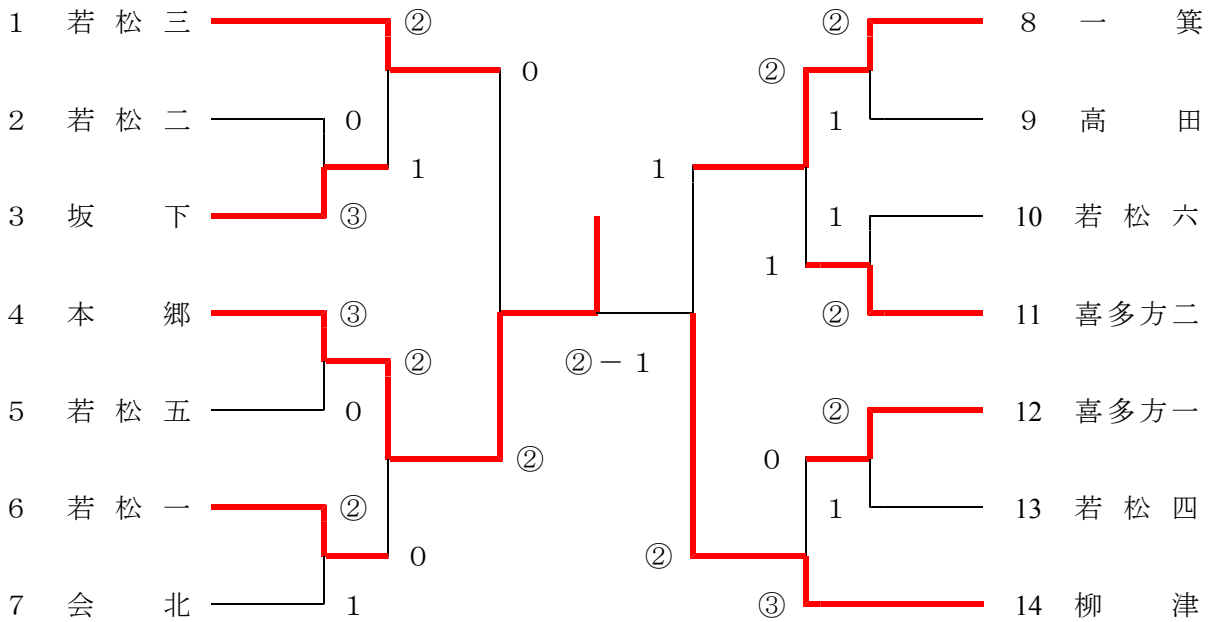 1 若松三 ② ② 8 一箕
0 ②
2 若松二 0 1 9 高田
1 1
3 坂下 ③ 1 10 若松六
1
4 本郷 ③ ② 11 喜多方二
② ②－1
5 若松五 0 ② 12 喜多方一
② 0
6 若松一 ② 1 13 若松四
0 ②
7 会北 1 ③ 14 柳津